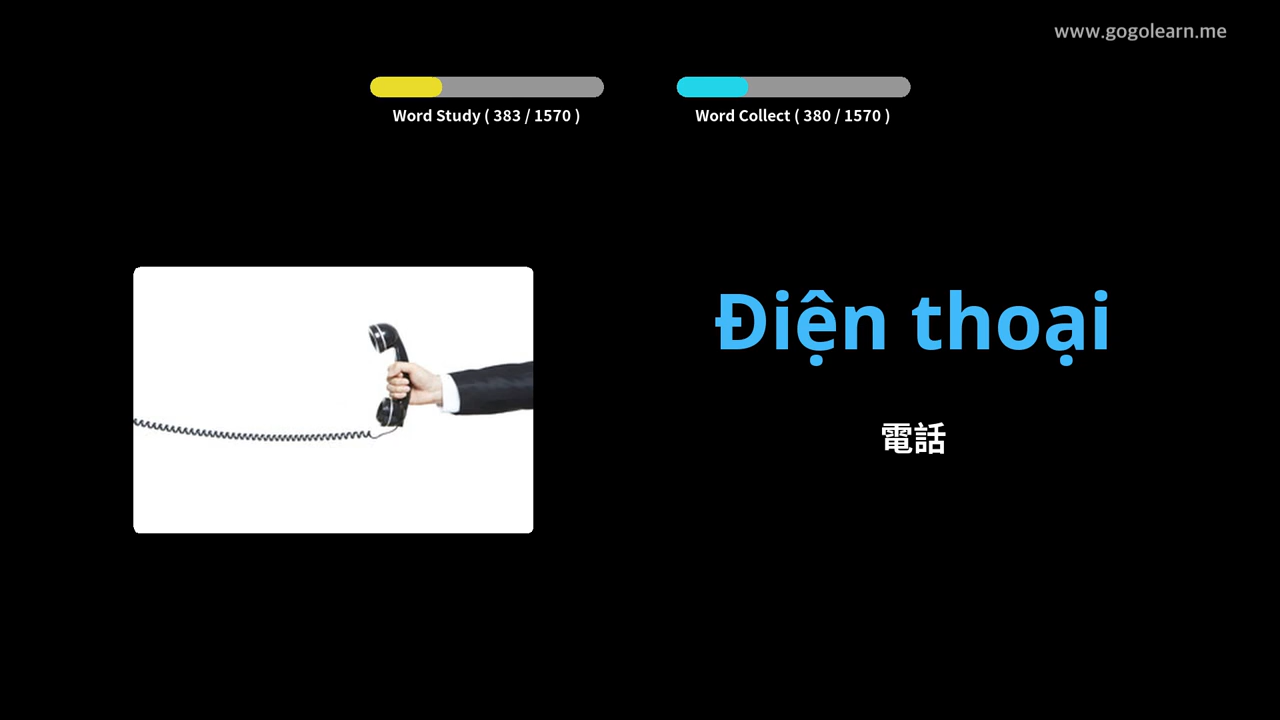 www.gogolearn.me
Word Study ( 383 / 1570 )
Word Collect ( 380 / 1570 )
Điện thoại
電話